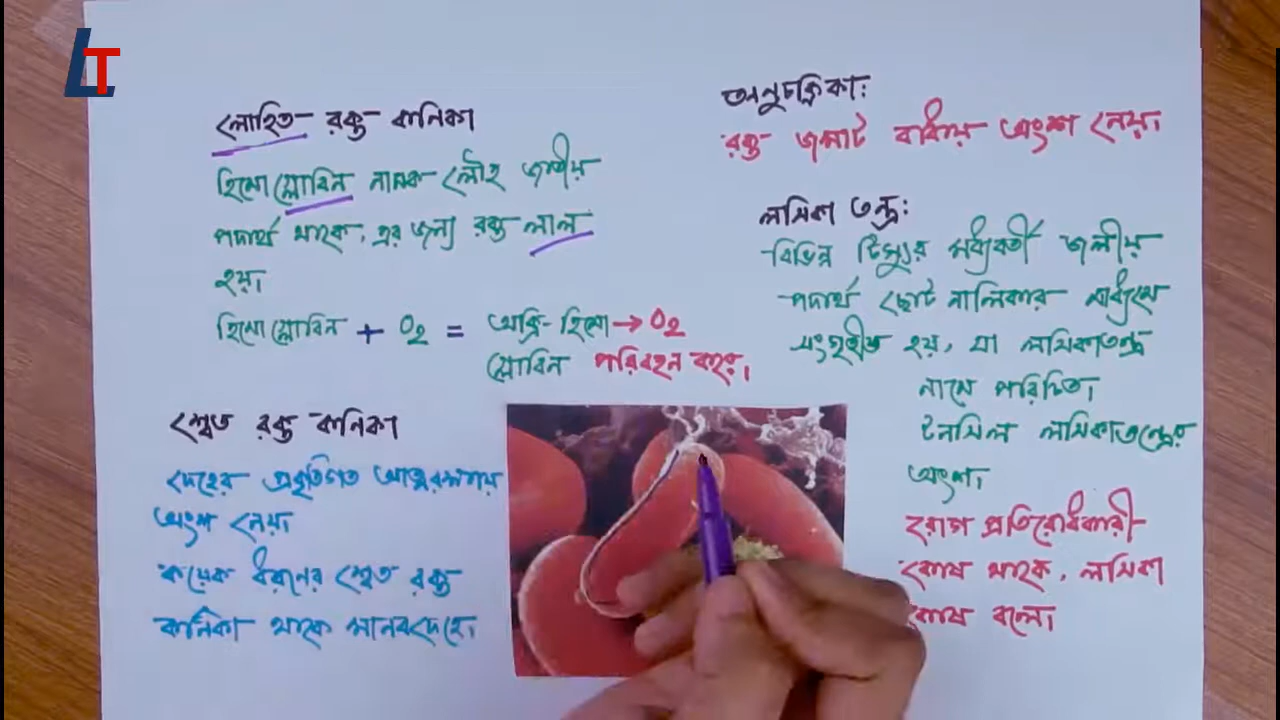 LT
লোহিত রক্ত কনিকা
হিমোগ্লোবিন নামক লৌহ জাতীয়
পদার্থ থাকে, এর জন্য রক্ত লাল
হয়।
হিমোগ্লোবিন + O₂ = অক্সি-হিমো → O₂
গ্লোবিন পরিবহন করে।
শ্বেত রক্ত কনিকা
দেহের প্রকৃতিগত আত্মরক্ষায়
অংশ নেয়।
কয়েক ধরনের শ্বেত রক্ত
কনিকা থাকে মানবদেহে।
অনুচক্রিকা:
রক্ত জমাট বাধায় অংশ নেয়।
লসিকা তন্ত্র:
বিভিন্ন টিস্যুর মধ্যবর্তী জলীয়
পদার্থ ছোট নালিকার মাধ্যমে
সংগৃহীত হয়, যা লসিকাতন্ত্র
নামে পরিচিত।
টনসিল লসিকাতন্ত্রের
অংশ।
রোগ প্রতিরোধকারী
কোষ থাকে, লসিকা
কোষ বলে।